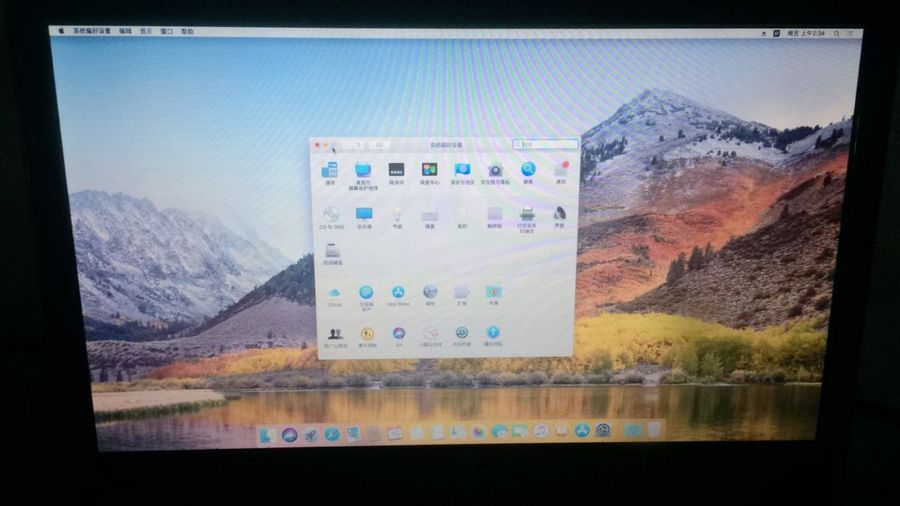 系统偏好设置 编辑 显示 窗口 帮助
周五 上午2:34
系统偏好设置
通用
桌面与
屏幕保护程序
程序坞
调度中心
语言与地区
安全性与隐私
聚焦
通知
CD 与 DVD
显示器
节能
键盘
鼠标
触控板
打印机与
扫描仪
声音
启动磁盘
iCloud
互联网
帐户
App Store
网络
扩展
共享
用户与群组
家长控制
Siri
日期与时间
时间机器
辅助功能